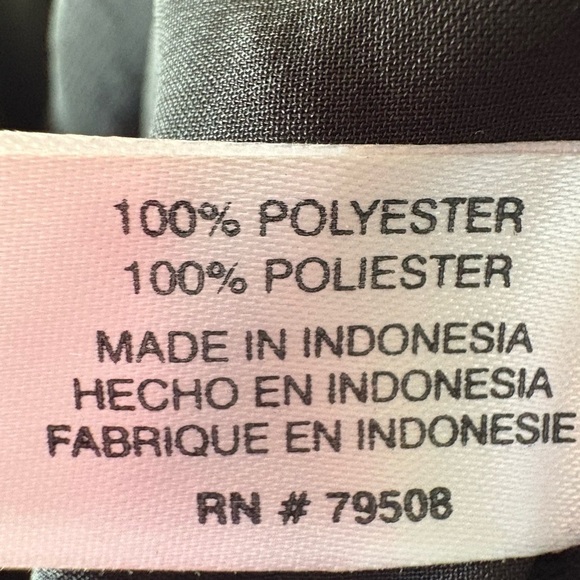 100% POLYESTER
100% POLIESTER
MADE IN INDONESIA
HECHO EN INDONESIA
FABRIQUE EN INDONESIE
RN # 79508